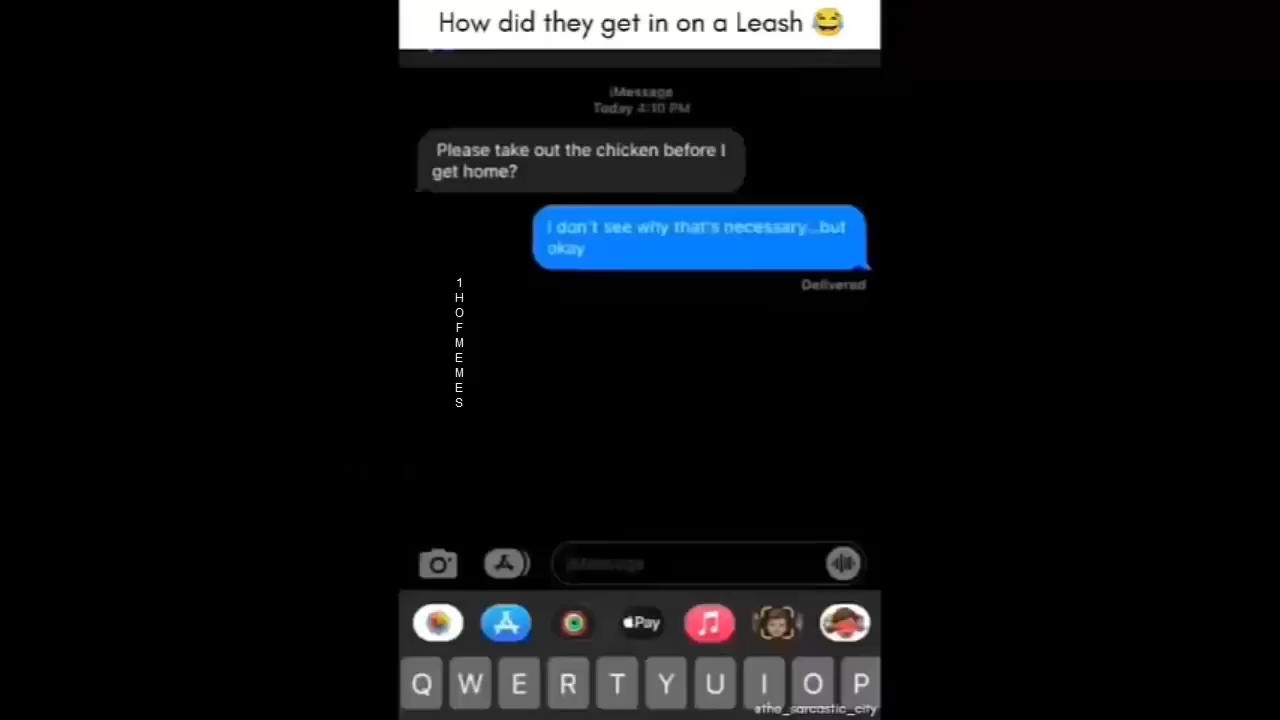 How did they get in on a Leash 😂
iMessage
Today 4:10 PM
Please take out the chicken before I
get home?
I don't see why that's necessary...but
okay
Delivered
1
H
O
F
M
E
M
E
S
iMessage
Pay
Q W E R T Y U I O P
@the_sarcastic_city